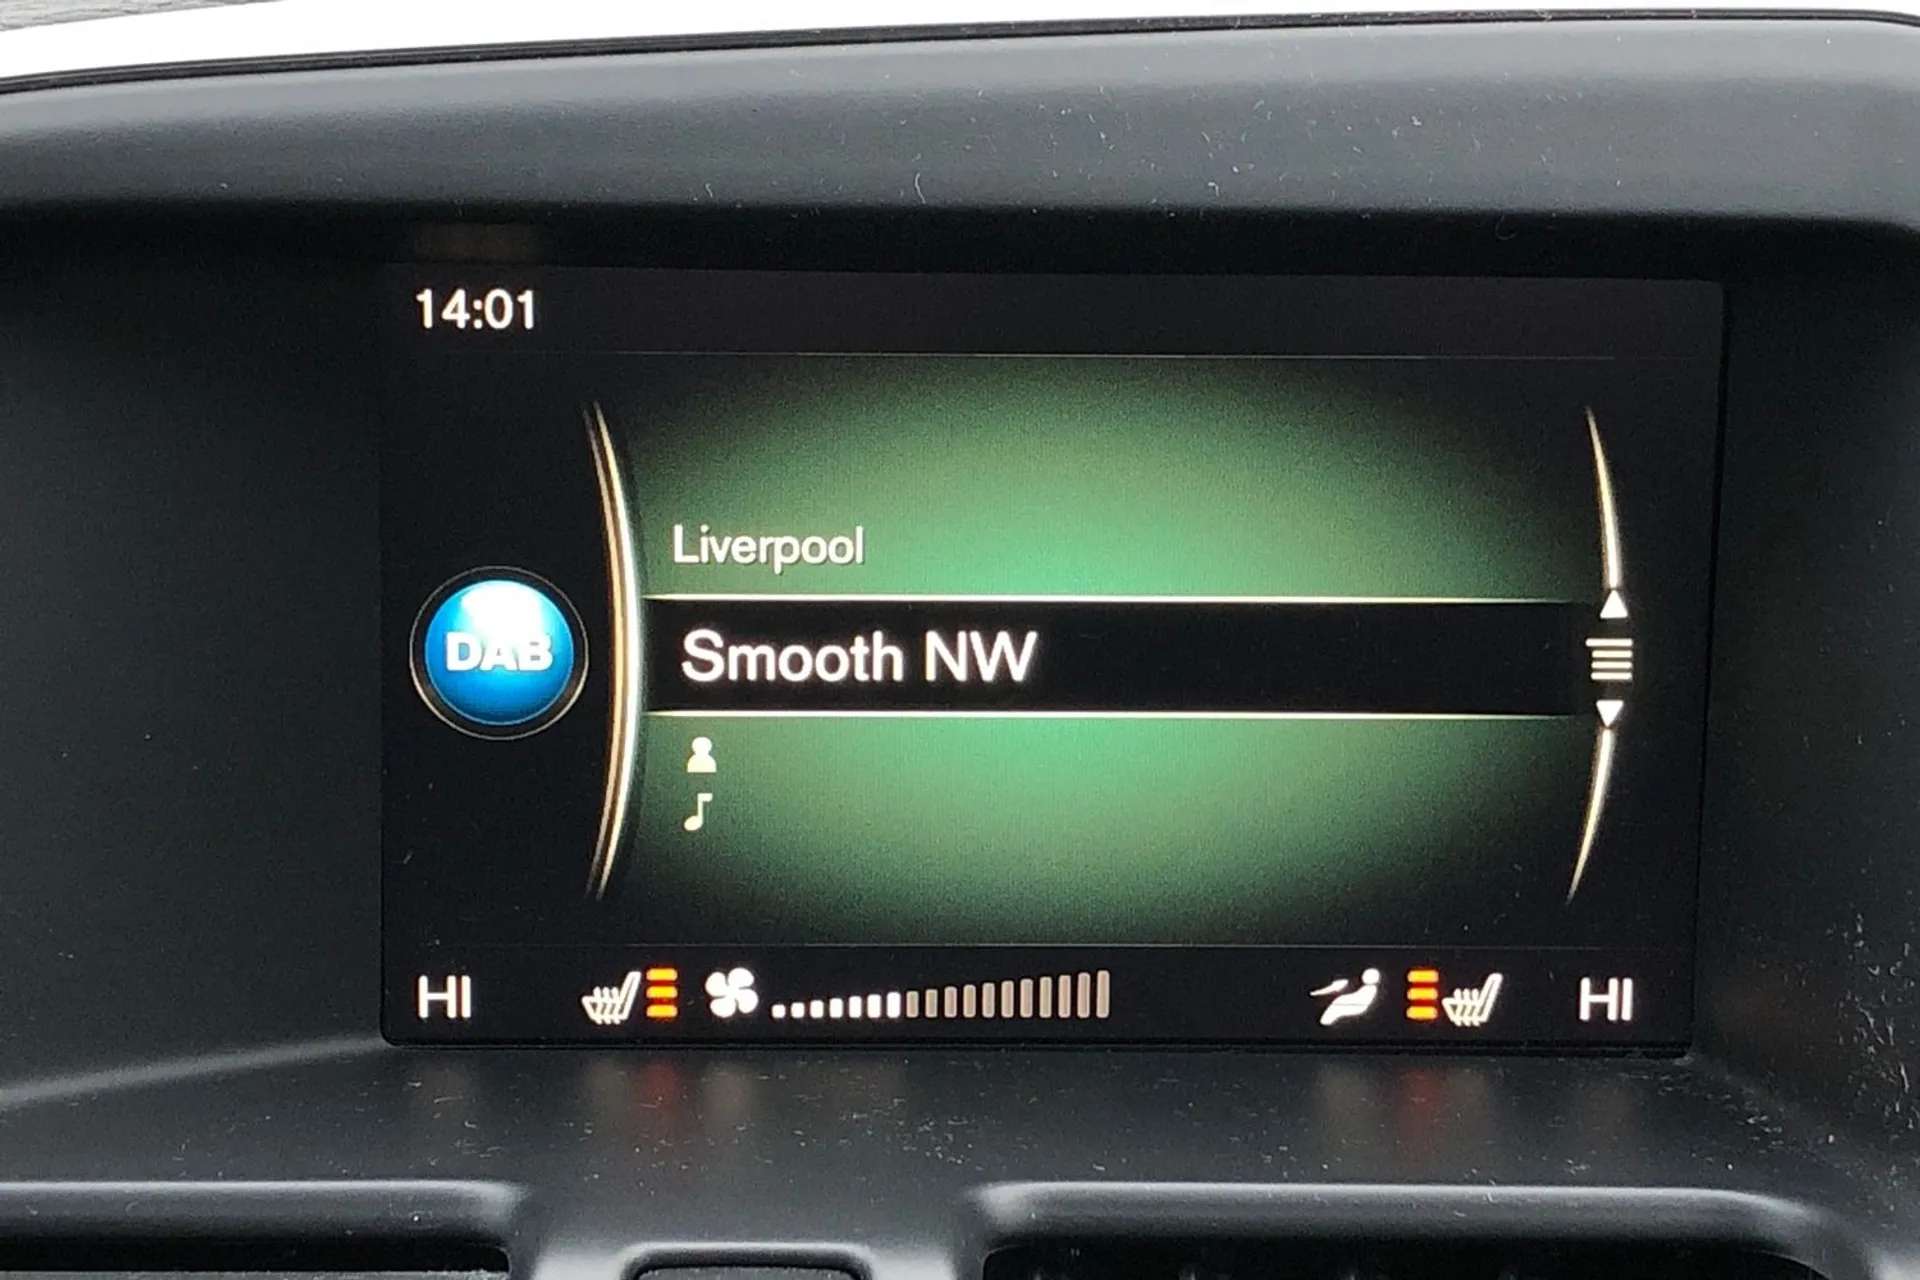 14:01
Liverpool
DAB
Smooth NW
HI HI